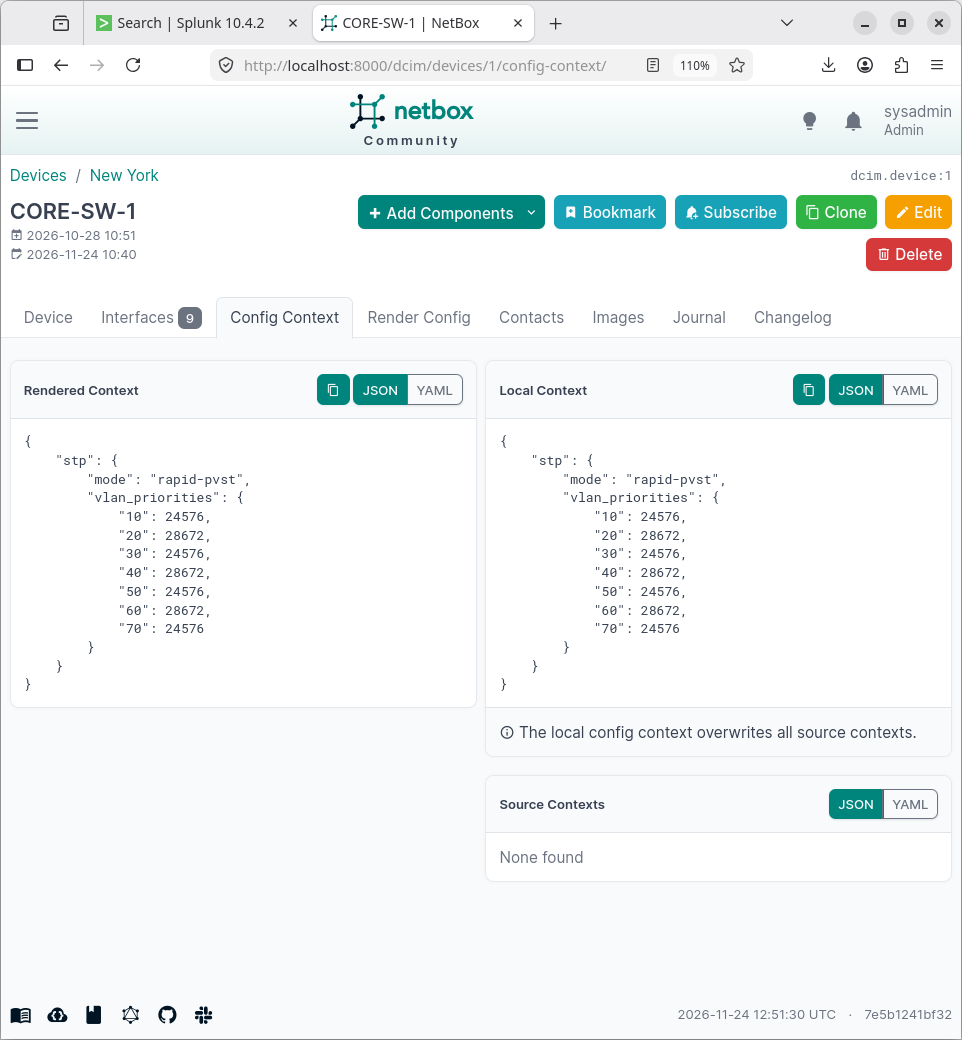 Search | Splunk 10.4.2
CORE-SW-1 | NetBox
http://localhost:8000/dcim/devices/1/config-context/
110%
netbox
Community
sysadmin
Admin
Devices / New York
dcim.device:1
CORE-SW-1
2026-10-28 10:51
2026-11-24 10:40
Add Components
Bookmark
Subscribe
Clone
Edit
Delete
Device
Interfaces 9
Config Context
Render Config
Contacts
Images
Journal
Changelog
Rendered Context
JSON
YAML
{
    "stp": {
        "mode": "rapid-pvst",
        "vlan_priorities": {
            "10": 24576,
            "20": 28672,
            "30": 24576,
            "40": 28672,
            "50": 24576,
            "60": 28672,
            "70": 24576
        }
    }
}
Local Context
JSON
YAML
{
    "stp": {
        "mode": "rapid-pvst",
        "vlan_priorities": {
            "10": 24576,
            "20": 28672,
            "30": 24576,
            "40": 28672,
            "50": 24576,
            "60": 28672,
            "70": 24576
        }
    }
}
The local config context overwrites all source contexts.
Source Contexts
JSON
YAML
None found
2026-11-24 12:51:30 UTC · 7e5b1241bf32